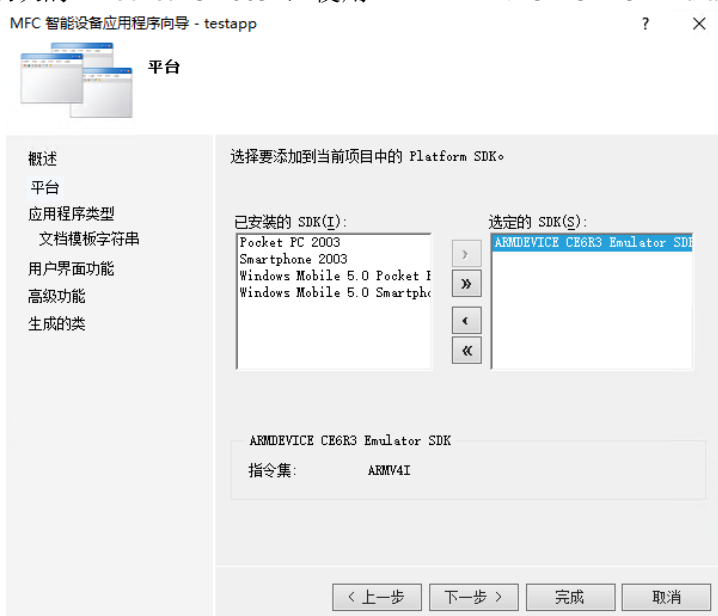 MFC 智能设备应用程序向导 - testapp
平台
概述
平台
应用程序类型
文档模板字符串
用户界面功能
高级功能
生成的类
选择要添加到当前项目中的 Platform SDK。
已安装的 SDK(I):
Pocket PC 2003
Smartphone 2003
Windows Mobile 5.0 Pocket
Windows Mobile 5.0
选定的 SDK(S):
ARMDEVICE CE6R3 Emulator
ARMDEVICE CE6R3 Emulator SDK
指令集: ARMV4I
< 上一步 下一步 > 完成 取消